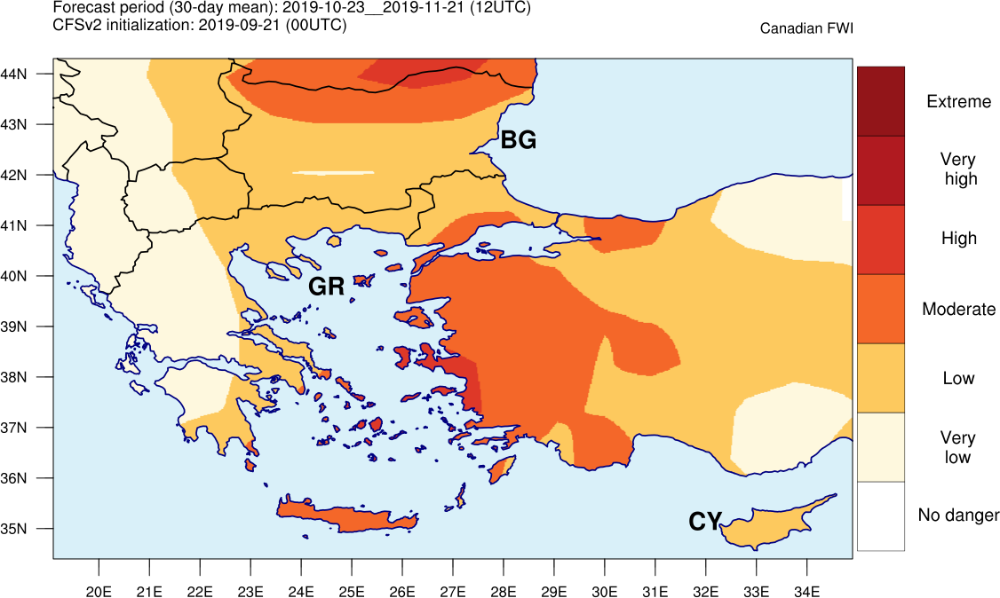 Forecast period (30-day mean): 2019-10-23__2019-11-21 (12UTC)
CFSv2 initialization: 2019-09-21 (00UTC)
Canadian FWI
44N
43N
42N
41N
40N
39N
38N
37N
36N
35N
BG
GR
CY
Extreme
Very
high
High
Moderate
Low
Very
low
No danger
20E 21E 22E 23E 24E 25E 26E 27E 28E 29E 30E 31E 32E 33E 34E